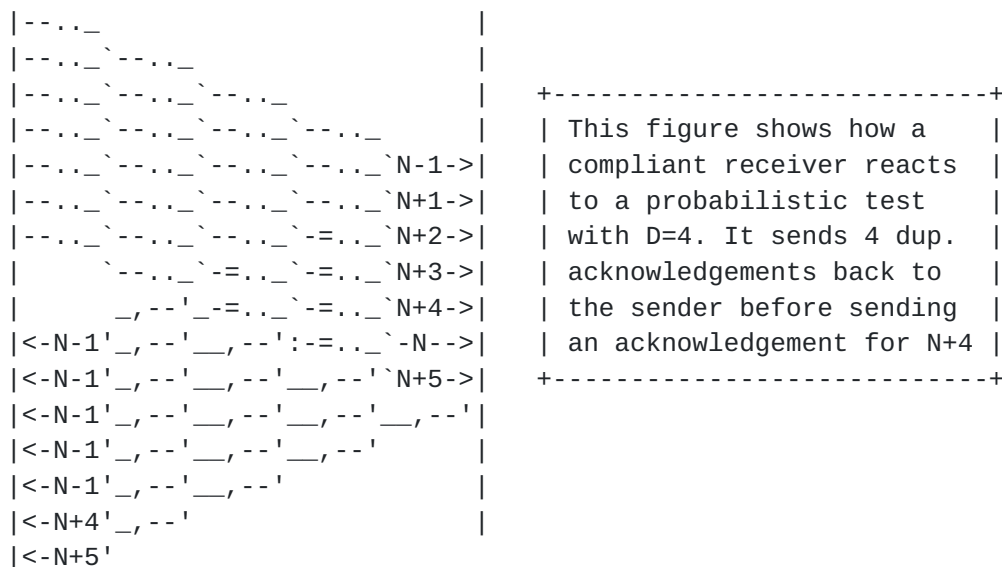 |--.._                         |
|--.._`--.._                   |
|--.._`--.._`--.._             |   +-----------------------------+
|--.._`--.._`--.._`--.._       |   | This figure shows how a     |
|--.._`--.._`--.._`--.._`N-1->|   | compliant receiver reacts   |
|--.._`--.._`--.._`--.._`N+1->|   | to a probabilistic test     |
|--.._`--.._`--.._`-=.._`N+2->|   | with D=4. It sends 4 dup.   |
|     `--.._`-=.._`-=.._`N+3->|   | acknowledgements back to    |
|      _,--'_-=.._`-=.._`N+4->|   | the sender before sending   |
|<-N-1'_,--'__,--':-=.._`-N-->|   | an acknowledgement for N+4 |
|<-N-1'_,--'__,--'__,--'`N+5->|   +-----------------------------+
|<-N-1'_,--'__,--'__,--'__,--'|
|<-N-1'_,--'__,--'__,--'      |
|<-N-1'_,--'__,--'            |
|<-N+4'_,--'                  |
|<-N+5'